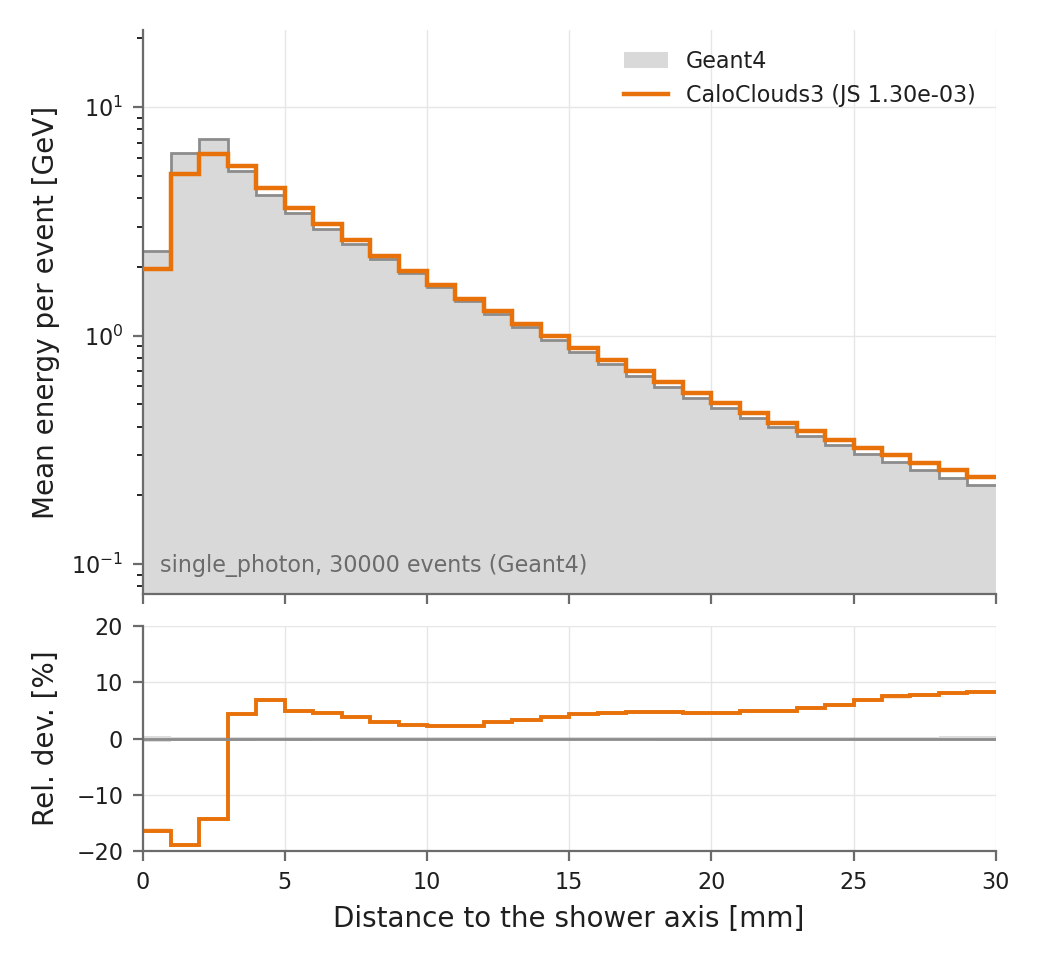 Geant4
CaloClouds3 (JS 1.30e-03)
Mean energy per event [GeV]
10¹
10⁰
10⁻¹
single_photon, 30000 events (Geant4)
Rel. dev. [%]
20
10
0
−10
−20
0 5 10 15 20 25 30
Distance to the shower axis [mm]